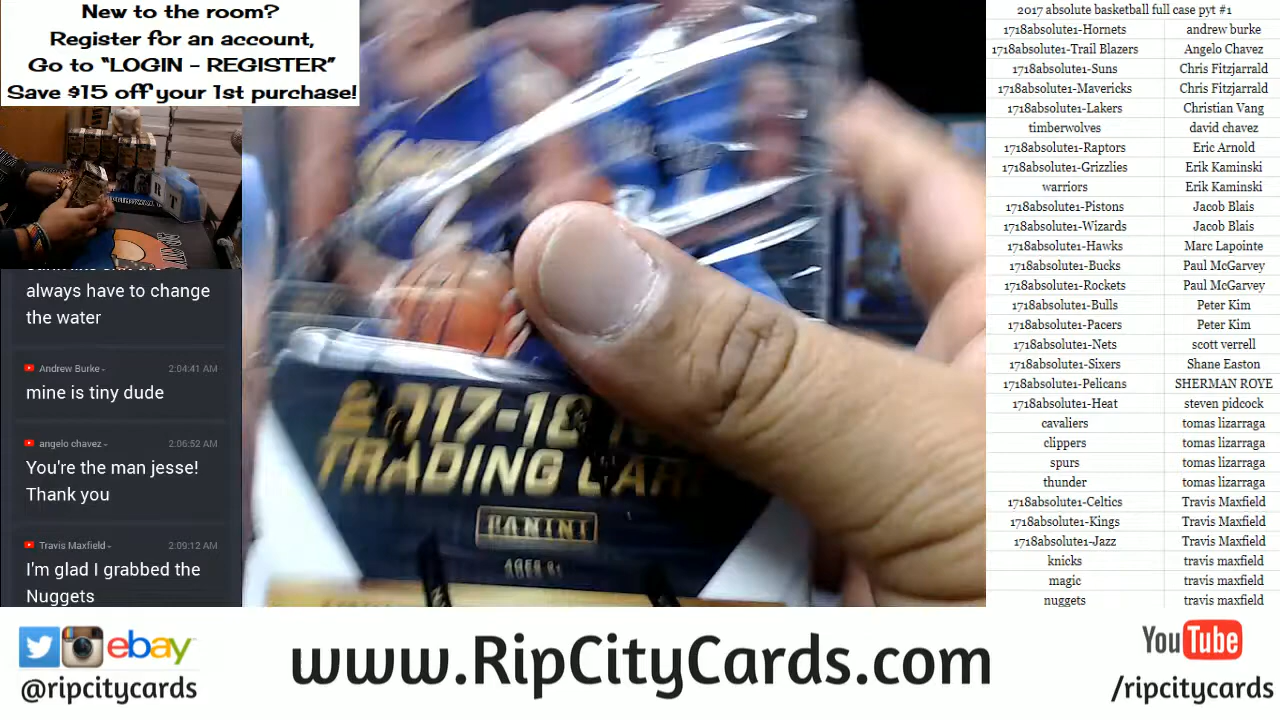 New to the room?
Register for an account,
Go to "LOGIN - REGISTER"
Save $15 off your 1st purchase!
always have to change
the water
Andrew Burke -
2:04:41 AM
mine is tiny dude
angelo chavez -
2:06:52 AM
You're the man jesse!
Thank you
Travis Maxfield -
2:09:12 AM
I'm glad I grabbed the
Nuggets
2017-18
TRADING
PANINI
2017 absolute basketball full case pyt #1
1718absolute1-Hornets andrew burke
1718absolute1-Trail Blazers Angelo Chavez
1718absolute1-Suns Chris Fitzjarrald
1718absolute1-Mavericks Chris Fitzjarrald
1718absolute1-Lakers Christian Vang
timberwolves david chavez
1718absolute1-Raptors Eric Arnold
1718absolute1-Grizzlies Erik Kaminski
warriors Erik Kaminski
1718absolute1-Pistons Jacob Blais
1718absolute1-Wizards Jacob Blais
1718absolute1-Hawks Marc Lapointe
1718absolute1-Bucks Paul McGarvey
1718absolute1-Rockets Paul McGarvey
1718absolute1-Bulls Peter Kim
1718absolute1-Pacers Peter Kim
1718absolute1-Nets scott verrell
1718absolute1-Sixers Shane Easton
1718absolute1-Pelicans SHERMAN ROYE
1718absolute1-Heat steven pidcock
cavaliers tomas lizarraga
clippers tomas lizarraga
spurs tomas lizarraga
thunder tomas lizarraga
1718absolute1-Celtics Travis Maxfield
1718absolute1-Kings Travis Maxfield
1718absolute1-Jazz Travis Maxfield
knicks travis maxfield
magic travis maxfield
nuggets travis maxfield
ebay
@ripcitycards
www.RipCityCards.com
YouTube
/ripcitycards